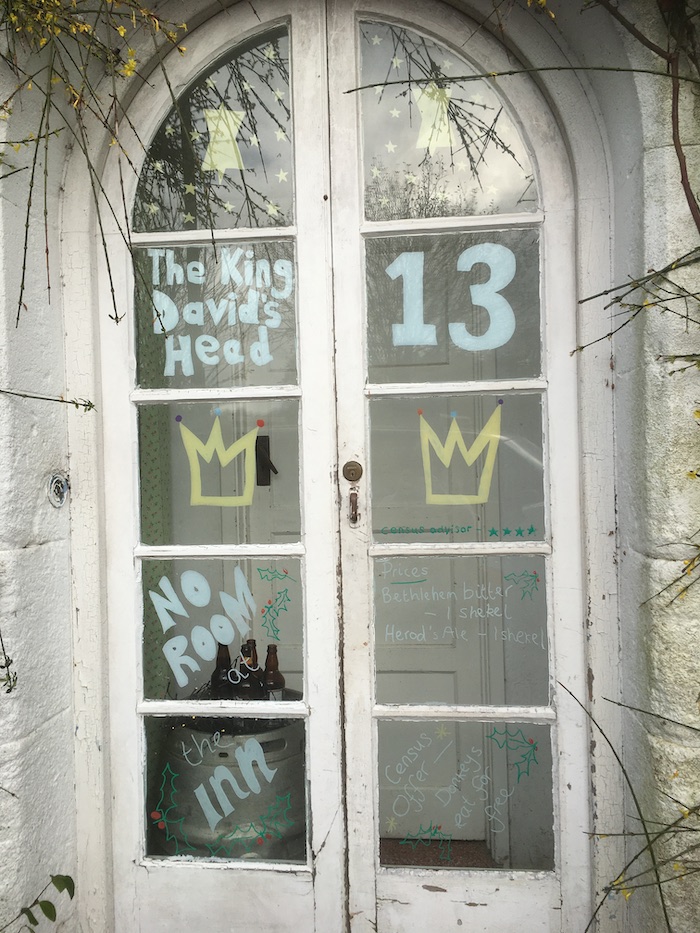 The King
David's
Head
13
census advisor - ★★★★
NO
ROOM
at
the
INN
Prices
Bethlehem bitter
- 1 shekel
Herod's Ale - 1 shekel
Census
Offer -
Donkeys
eat for
free